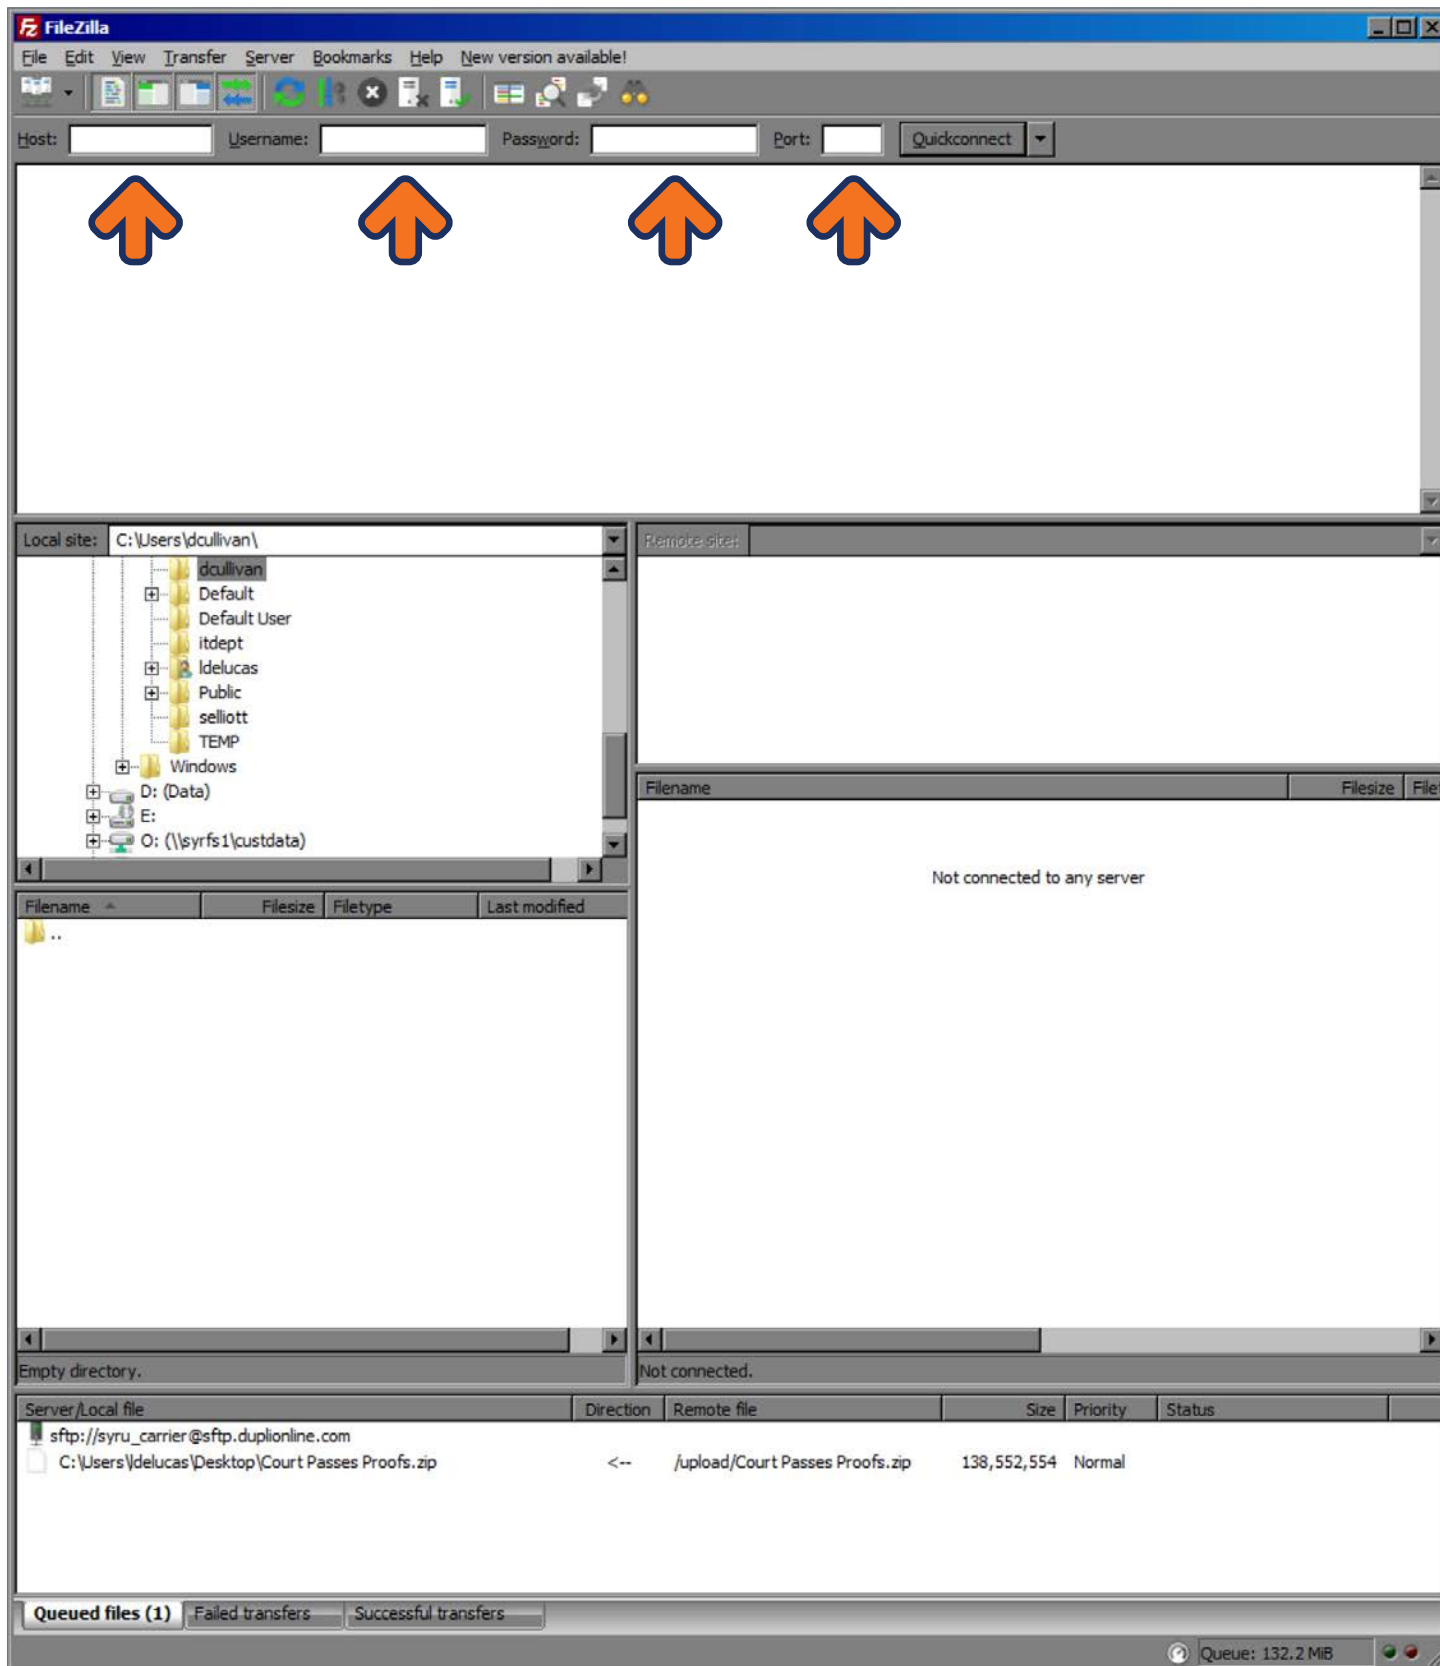 FileZilla
File Edit View Transfer Server Bookmarks Help New version available!
Host: Username: Password: Port: Quickconnect
Local site: C:\Users\dcullivan\
Remote site:
dcullivan
Default
Default User
itdept
ldelucas
Public
selliott
TEMP
Windows
D: (Data)
E:
O: (\\syrfs1\custdata)
Filename Filesize Filetype Last modified
..
Empty directory.
Filename Filesize Filet
Not connected to any server
Not connected.
Server/Local file Direction Remote file Size Priority Status
sftp://syru_carrier@sftp.duplionline.com
C:\Users\ldelucas\Desktop\Court Passes Proofs.zip <-- /upload/Court Passes Proofs.zip 138,552,554 Normal
Queued files (1) Failed transfers Successful transfers
Queue: 132.2 MiB